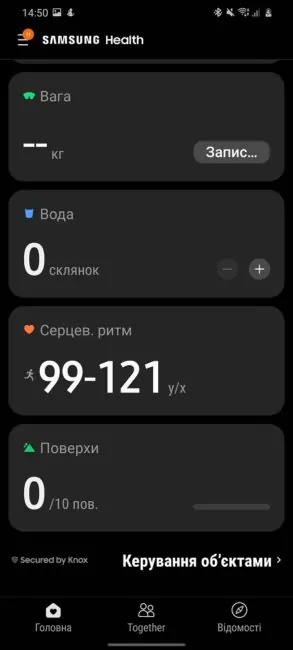 14:50
SAMSUNG Health
Вага
-- кг
Запис...
Вода
0 склянок
Серцев. ритм
99-121 у/х
Поверхи
0 /10 пов.
Secured by Knox
Керування об'єктами
Головна
Together
Відомості